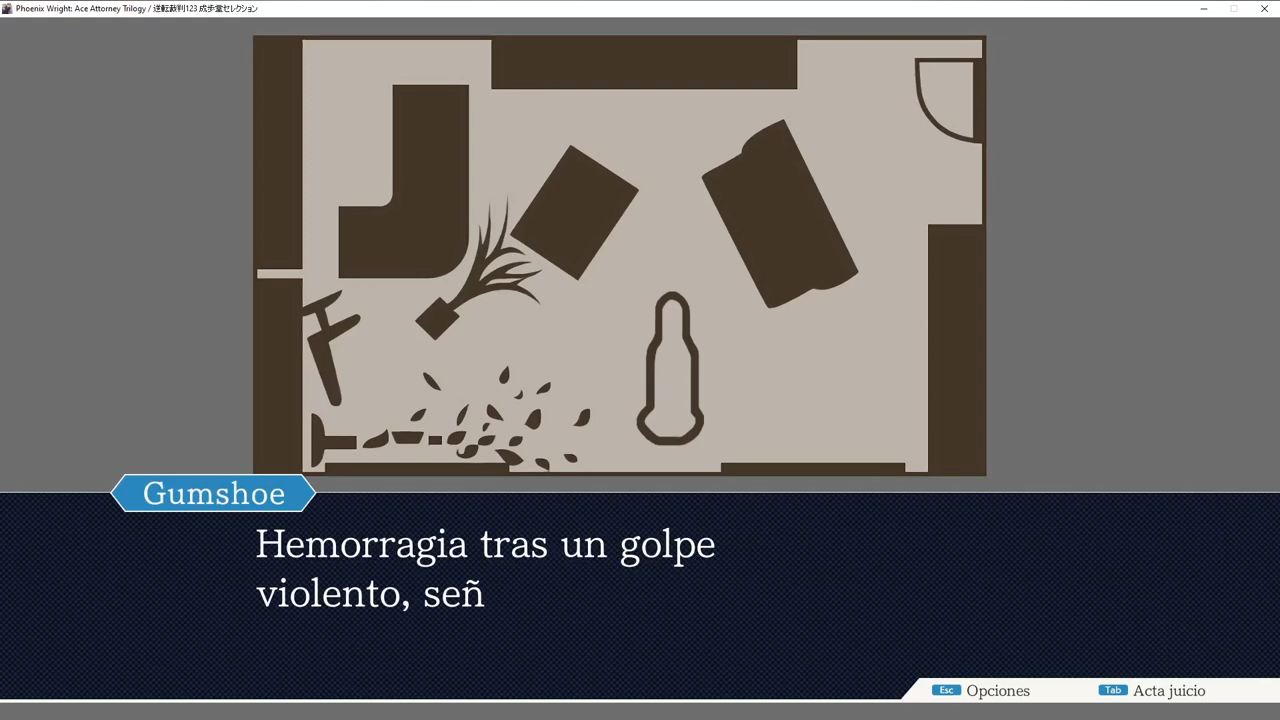 Phoenix Wright: Ace Attorney Trilogy / 逆転裁判123 成歩堂セレクション
Gumshoe
Hemorragia tras un golpe
violento, señ
Esc Opciones Tab Acta juicio